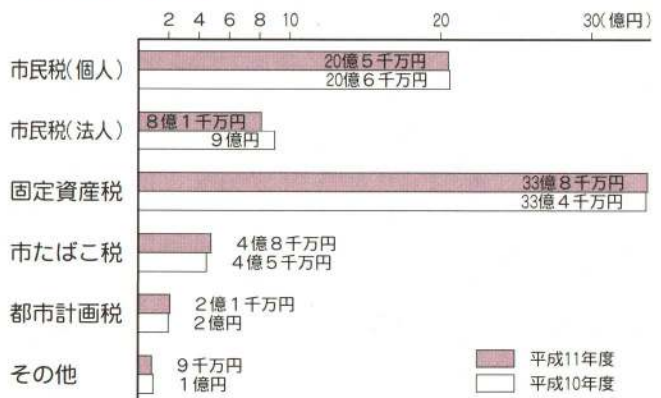 2 4 6 8 10 20 30(億円)
市民税(個人)
20億5千万円
20億6千万円
市民税(法人)
8億1千万円
9億円
固定資産税
33億8千万円
33億4千万円
市たばこ税
4億8千万円
4億5千万円
都市計画税
2億1千万円
2億円
その他
9千万円
1億円
平成11年度
平成10年度